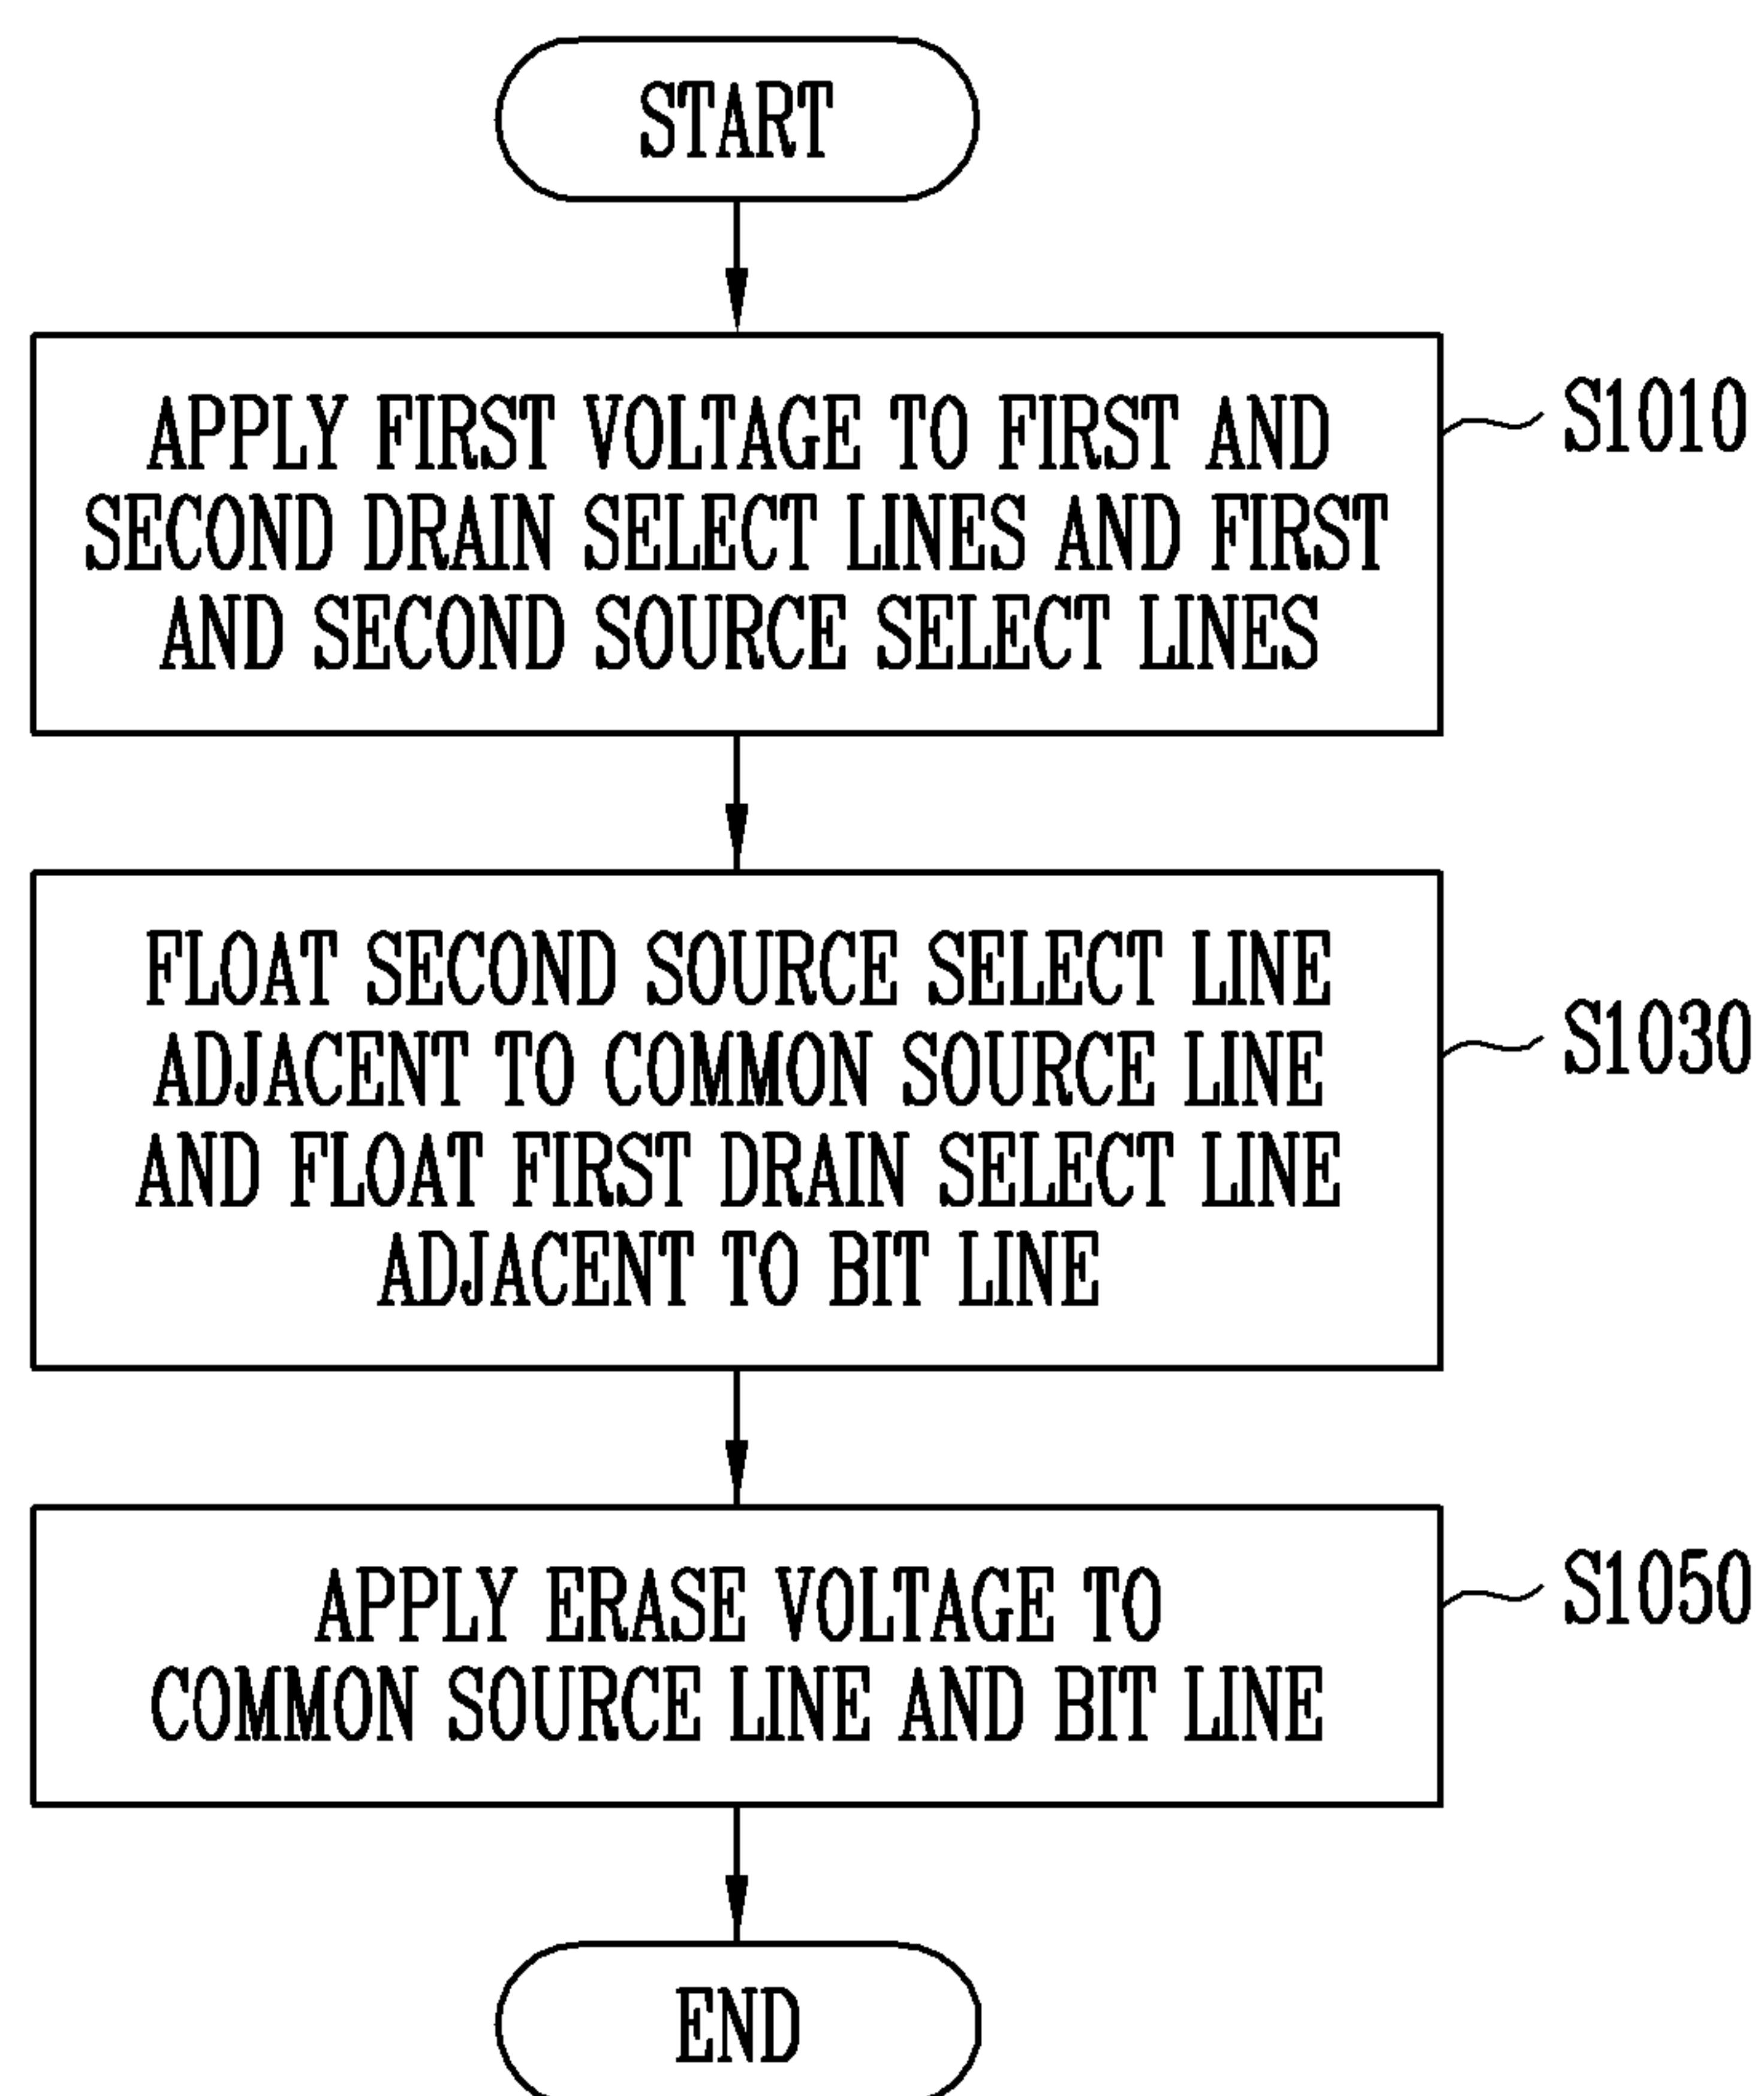 START
APPLY FIRST VOLTAGE TO FIRST AND
SECOND DRAIN SELECT LINES AND FIRST
AND SECOND SOURCE SELECT LINES
S1010
FLOAT SECOND SOURCE SELECT LINE
ADJACENT TO COMMON SOURCE LINE
AND FLOAT FIRST DRAIN SELECT LINE
ADJACENT TO BIT LINE
S1030
APPLY ERASE VOLTAGE TO
COMMON SOURCE LINE AND BIT LINE
S1050
END